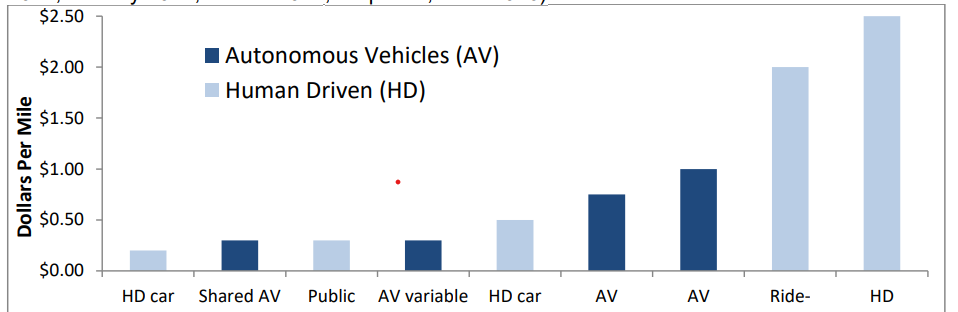 $2.50
$2.00
$1.50
$1.00
$0.50
$0.00
Dollars Per Mile
Autonomous Vehicles (AV)
Human Driven (HD)
HD car Shared AV Public AV variable HD car AV AV Ride- HD